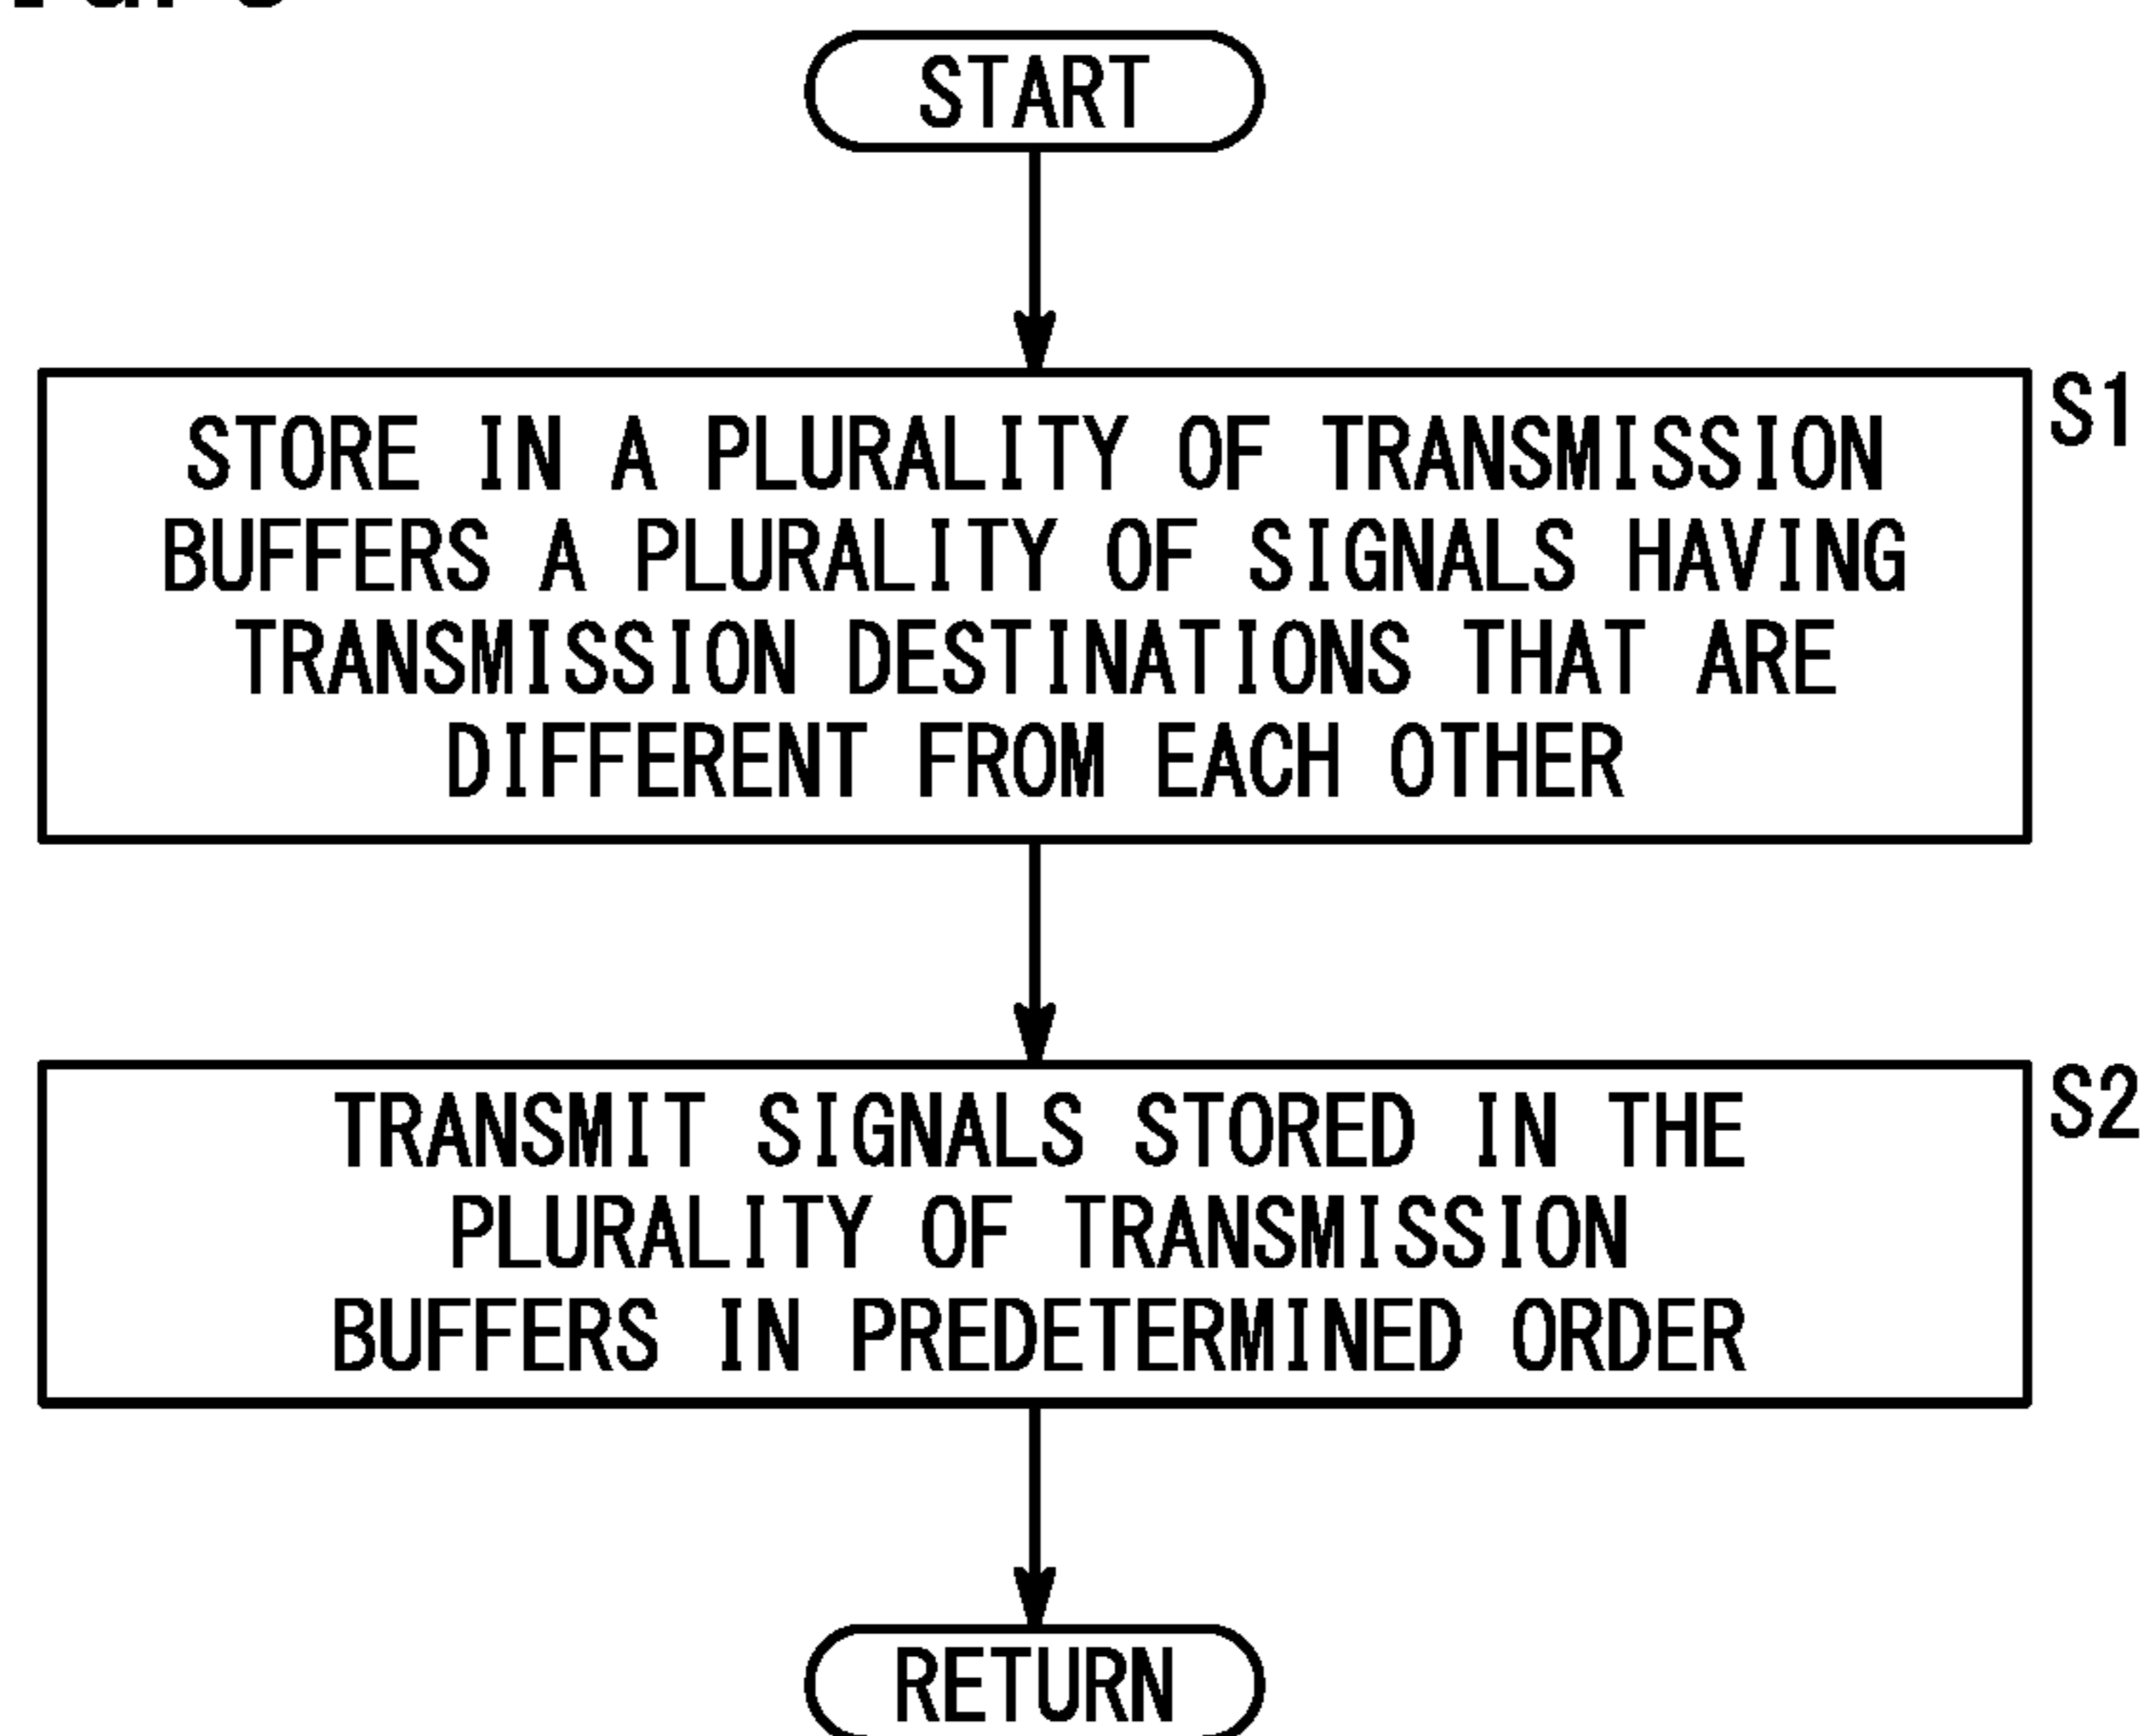 START
S1
STORE IN A PLURALITY OF TRANSMISSION
BUFFERS A PLURALITY OF SIGNALS HAVING
TRANSMISSION DESTINATIONS THAT ARE
DIFFERENT FROM EACH OTHER
S2
TRANSMIT SIGNALS STORED IN THE
PLURALITY OF TRANSMISSION
BUFFERS IN PREDETERMINED ORDER
RETURN